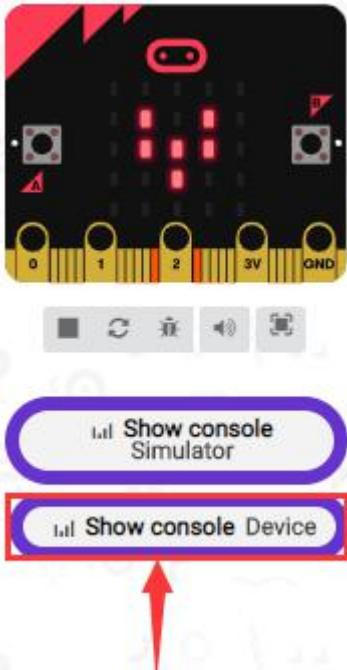 B
A
0 1 2 3V GND
Show console
Simulator
Show console Device